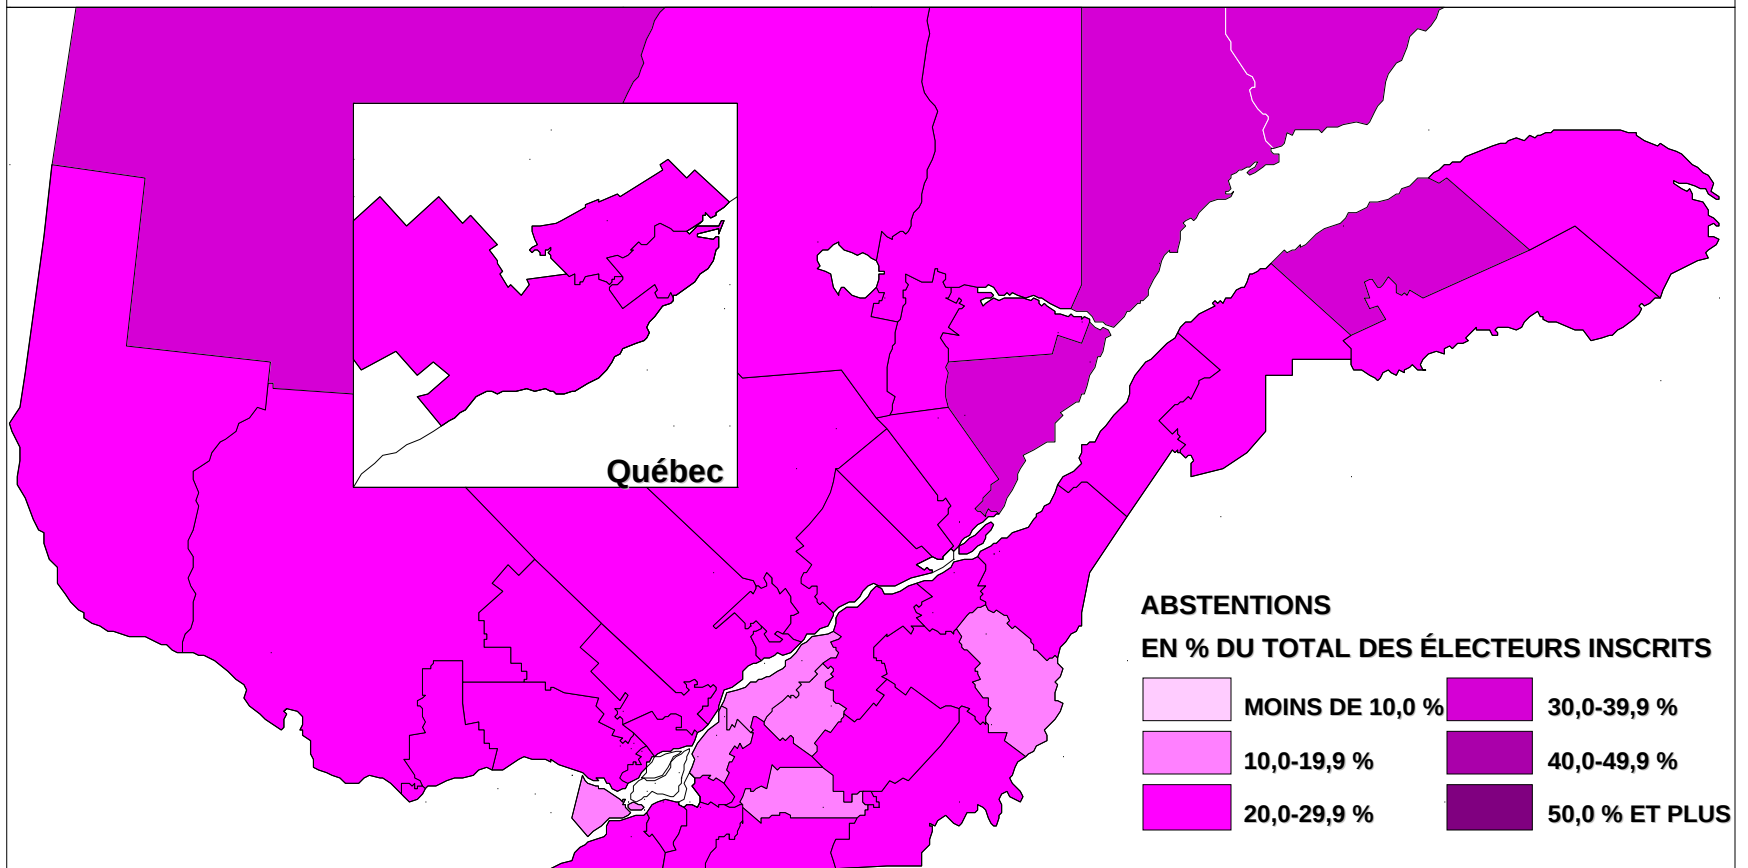 Québec
ABSTENTIONS
EN % DU TOTAL DES ÉLECTEURS INSCRITS
MOINS DE 10,0 %
10,0-19,9 %
20,0-29,9 %
30,0-39,9 %
40,0-49,9 %
50,0 % ET PLUS